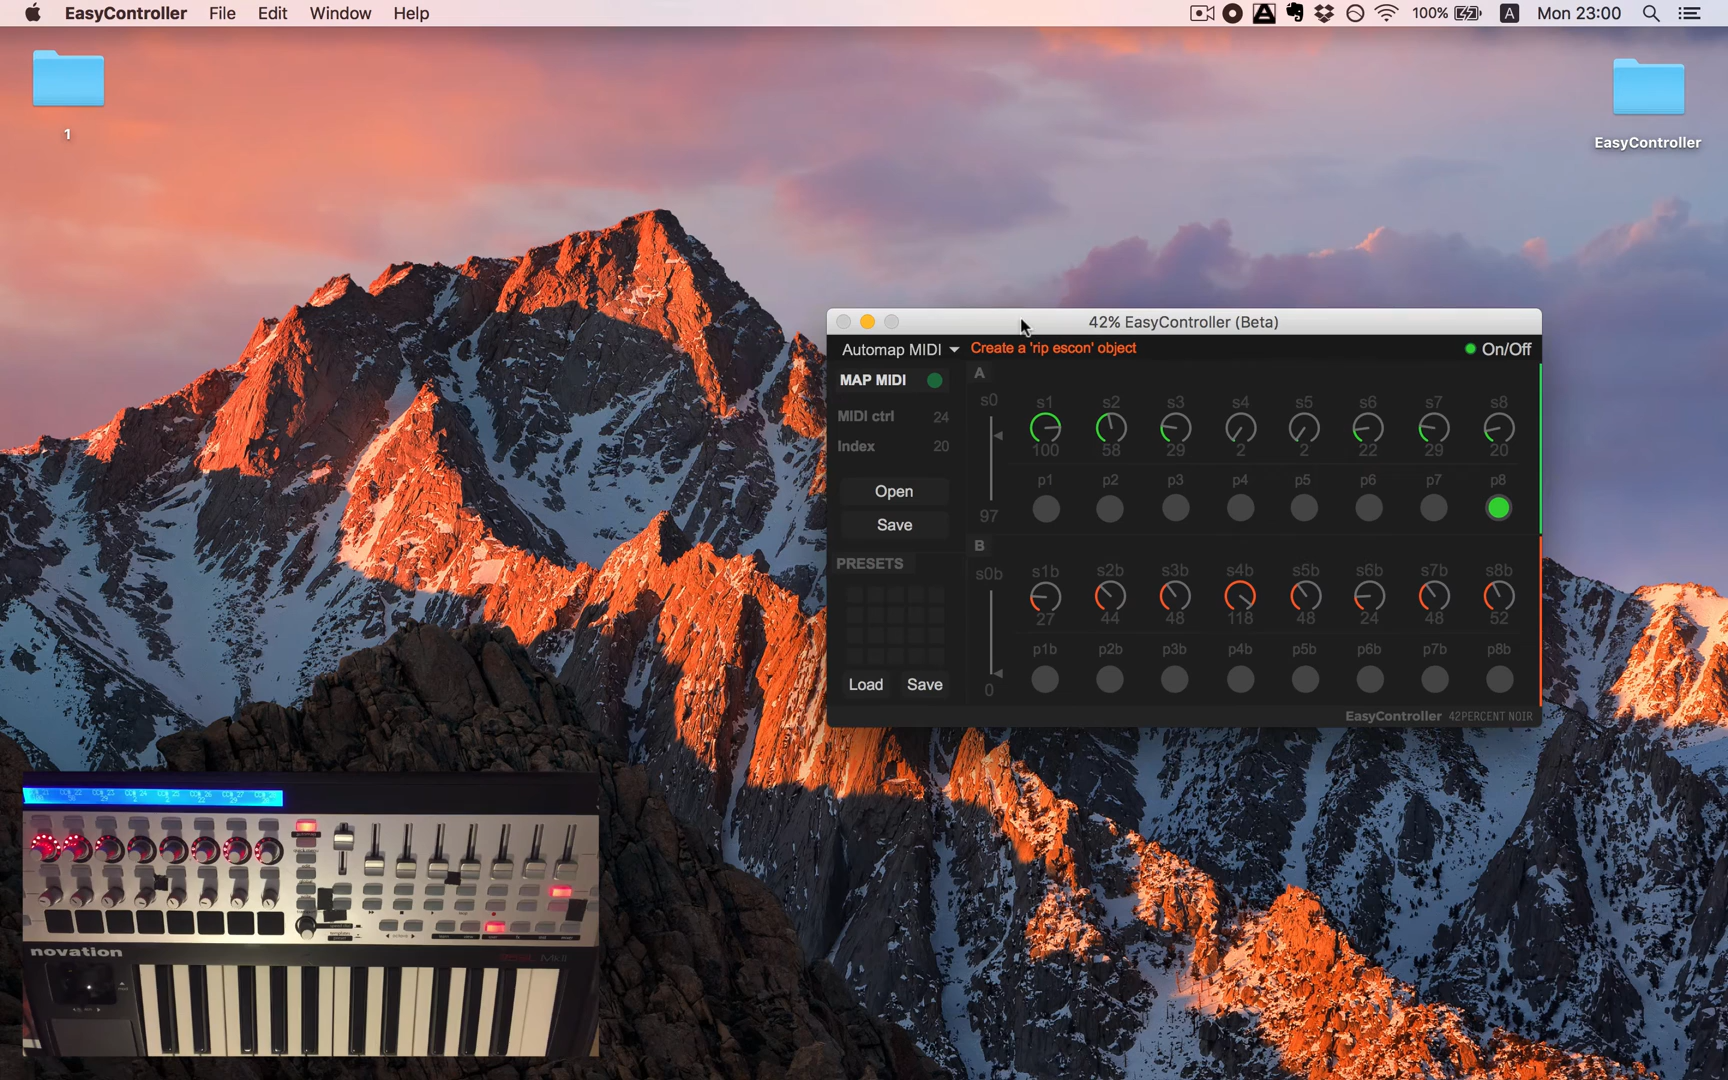 EasyController File Edit Window Help
100% A Mon 23:00
1
EasyController
42% EasyController (Beta)
Automap MIDI Create a 'rip escon' object On/Off
MAP MIDI
MIDI ctrl 24
Index 20
Open
Save
PRESETS
Load Save
A
s0 s1 s2 s3 s4 s5 s6 s7 s8
100 58 29 2 2 22 29 20
p1 p2 p3 p4 p5 p6 p7 p8
97
B
s0b s1b s2b s3b s4b s5b s6b s7b s8b
27 44 48 118 48 24 48 52
p1b p2b p3b p4b p5b p6b p7b p8b
0
EasyController 42PERCENT NOIR
novation
MkII